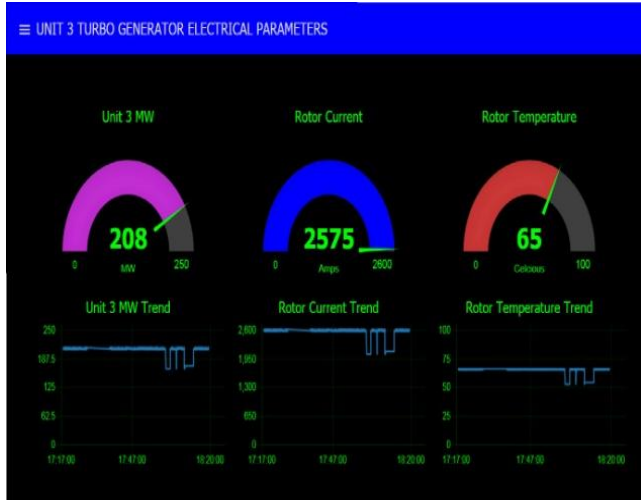 ≡ UNIT 3 TURBO GENERATOR ELECTRICAL PARAMETERS
Unit 3 MW
208
MW
0
250
Rotor Current
2575
Amps
0
2600
Rotor Temperature
65
Celcious
0
100
Unit 3 MW Trend
250
187.5
125
62.5
0
17:17:00 17:47:00 18:20:00
Rotor Current Trend
2,600
1,950
1,300
650
0
17:17:00 17:47:00 18:20:00
Rotor Temperature Trend
100
75
50
25
0
17:17:00 17:47:00 18:20:00